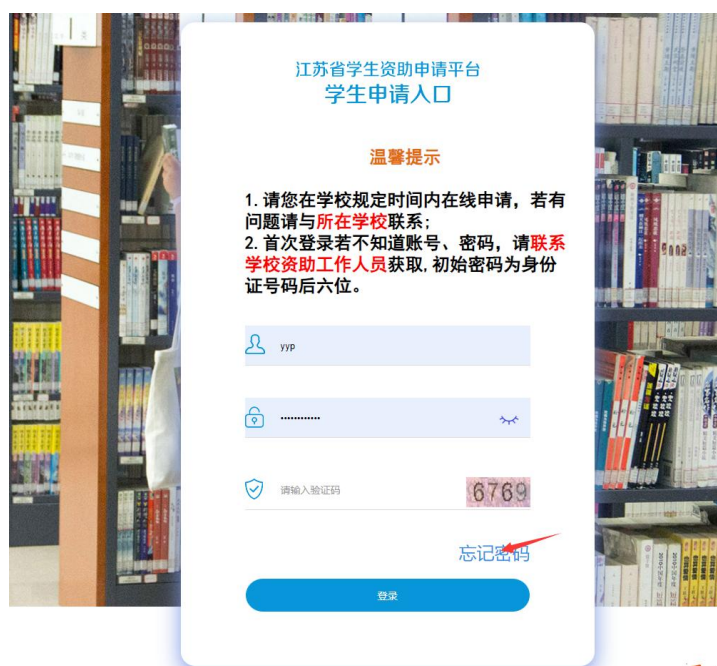 江苏省学生资助申请平台
学生申请入口
温馨提示
1. 请您在学校规定时间内在线申请，若有
问题请与所在学校联系；
2. 首次登录若不知道账号、密码，请联系
学校资助工作人员获取, 初始密码为身份
证号码后六位。
yyp
请输入验证码
6769
忘记密码
登录